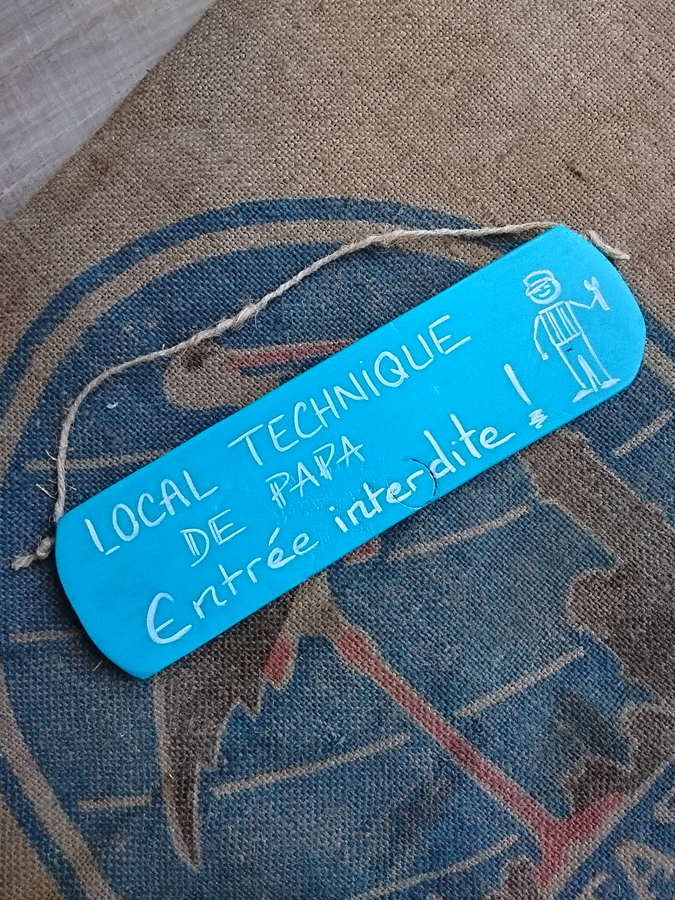 LOCAL TECHNIQUE
DE PAPA
Entrée interdite !